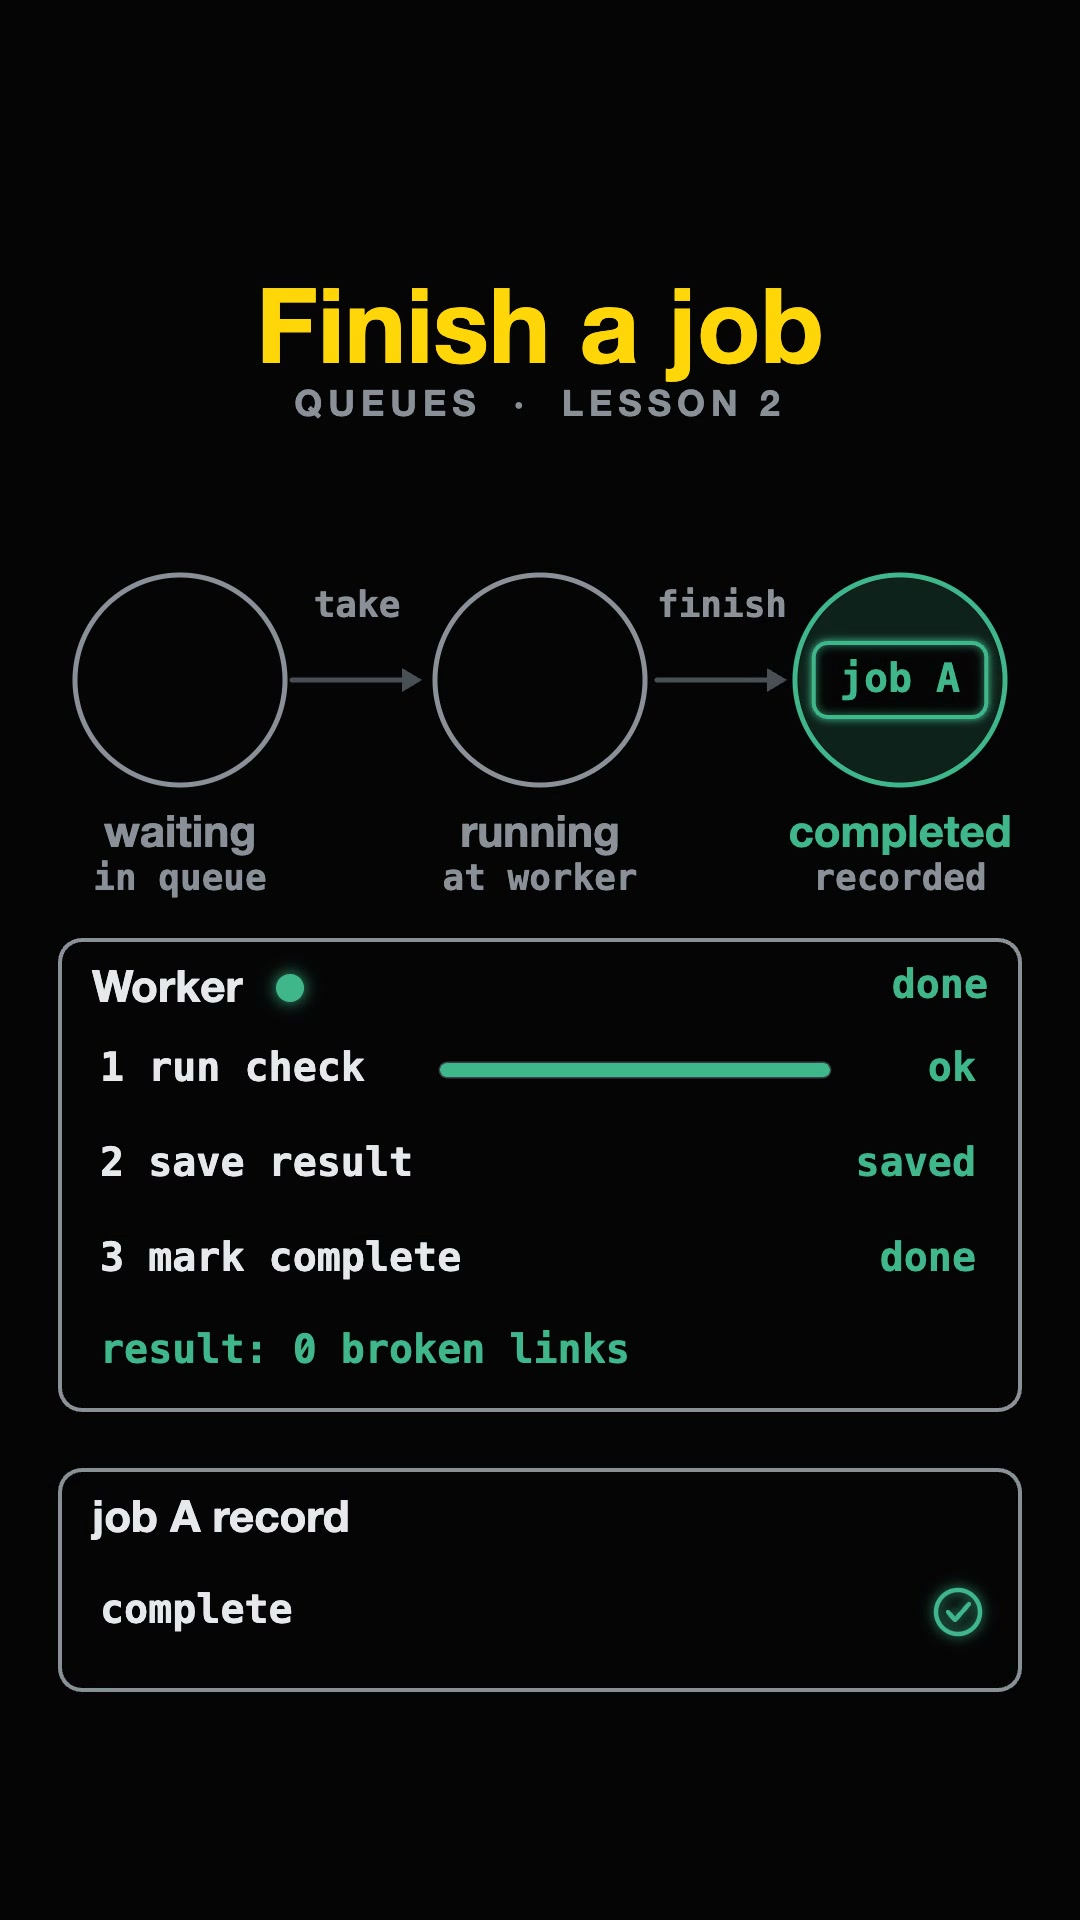 Finish a job
QUEUES · LESSON 2
take
finish
job A
waiting
in queue
running
at worker
completed
recorded
Worker
done
1 run check
ok
2 save result
saved
3 mark complete
done
result: 0 broken links
job A record
complete